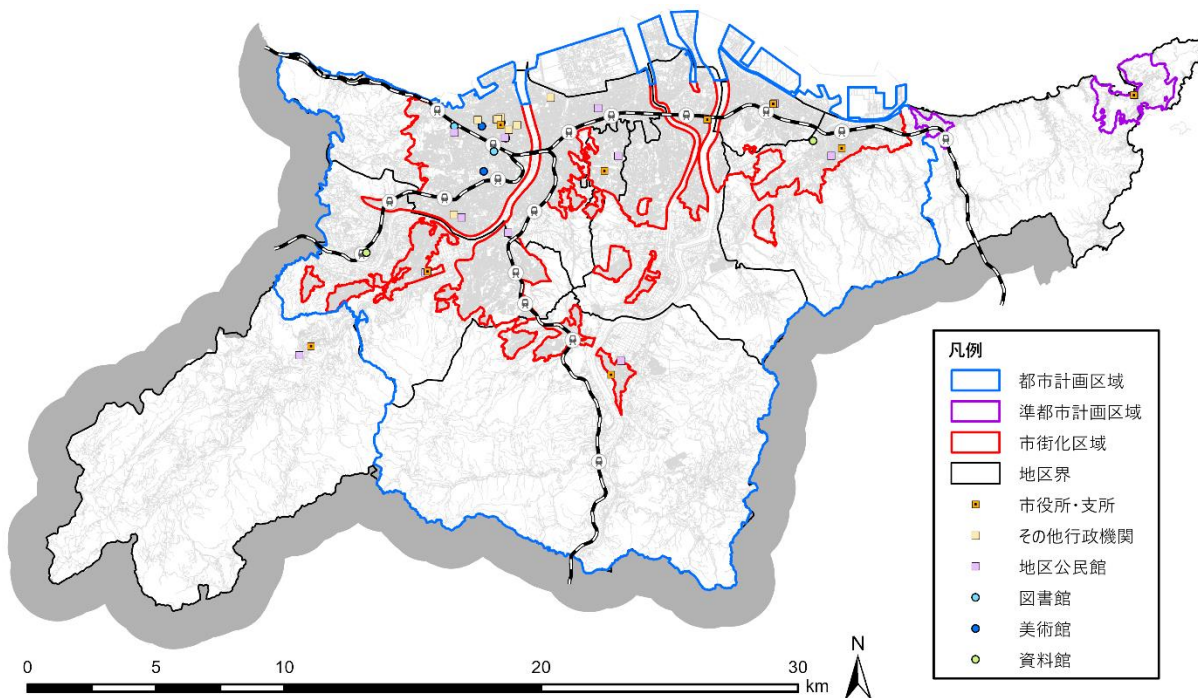 凡例
都市計画区域
準都市計画区域
市街化区域
地区界
市役所・支所
その他行政機関
地区公民館
図書館
美術館
資料館
N
0 5 10 20 30
km